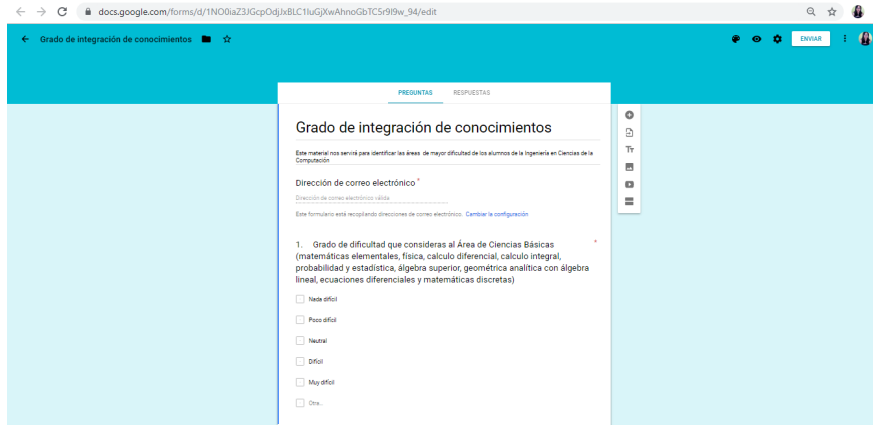 docs.google.com/forms/d/1NO0iaZ3JGcpOdjJxBLC1luGjXwAhnoGbTC5r9I9w_94/edit
Grado de integración de conocimientos
ENVIAR
PREGUNTAS RESPUESTAS
Grado de integración de conocimientos
Este material nos servirá para identificar las áreas de mayor dificultad de los alumnos de la Ingeniería en Ciencias de la
Computación
Dirección de correo electrónico *
Dirección de correo electrónico válida
Este formulario está recopilando direcciones de correo electrónico. Cambiar la configuración
1. Grado de dificultad que consideras al Área de Ciencias Básicas *
(matemáticas elementales, física, calculo diferencial, calculo integral,
probabilidad y estadística, álgebra superior, geométrica analítica con álgebra
lineal, ecuaciones diferenciales y matemáticas discretas)
Nada difícil
Poco difícil
Neutral
Difícil
Muy difícil
Otra...
Tт